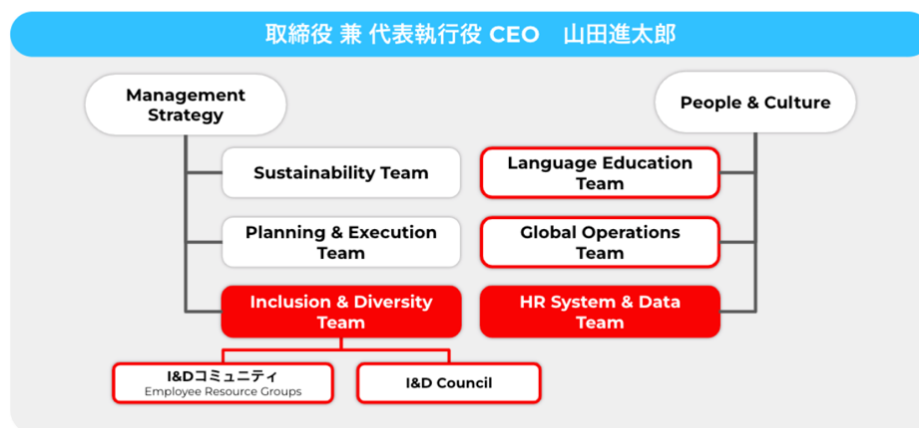 取締役 兼 代表執行役 CEO　山田進太郎
Management
Strategy
People & Culture
Sustainability Team
Language Education
Team
Planning & Execution
Team
Global Operations
Team
Inclusion & Diversity
Team
HR System & Data
Team
I&Dコミュニティ
Employee Resource Groups
I&D Council